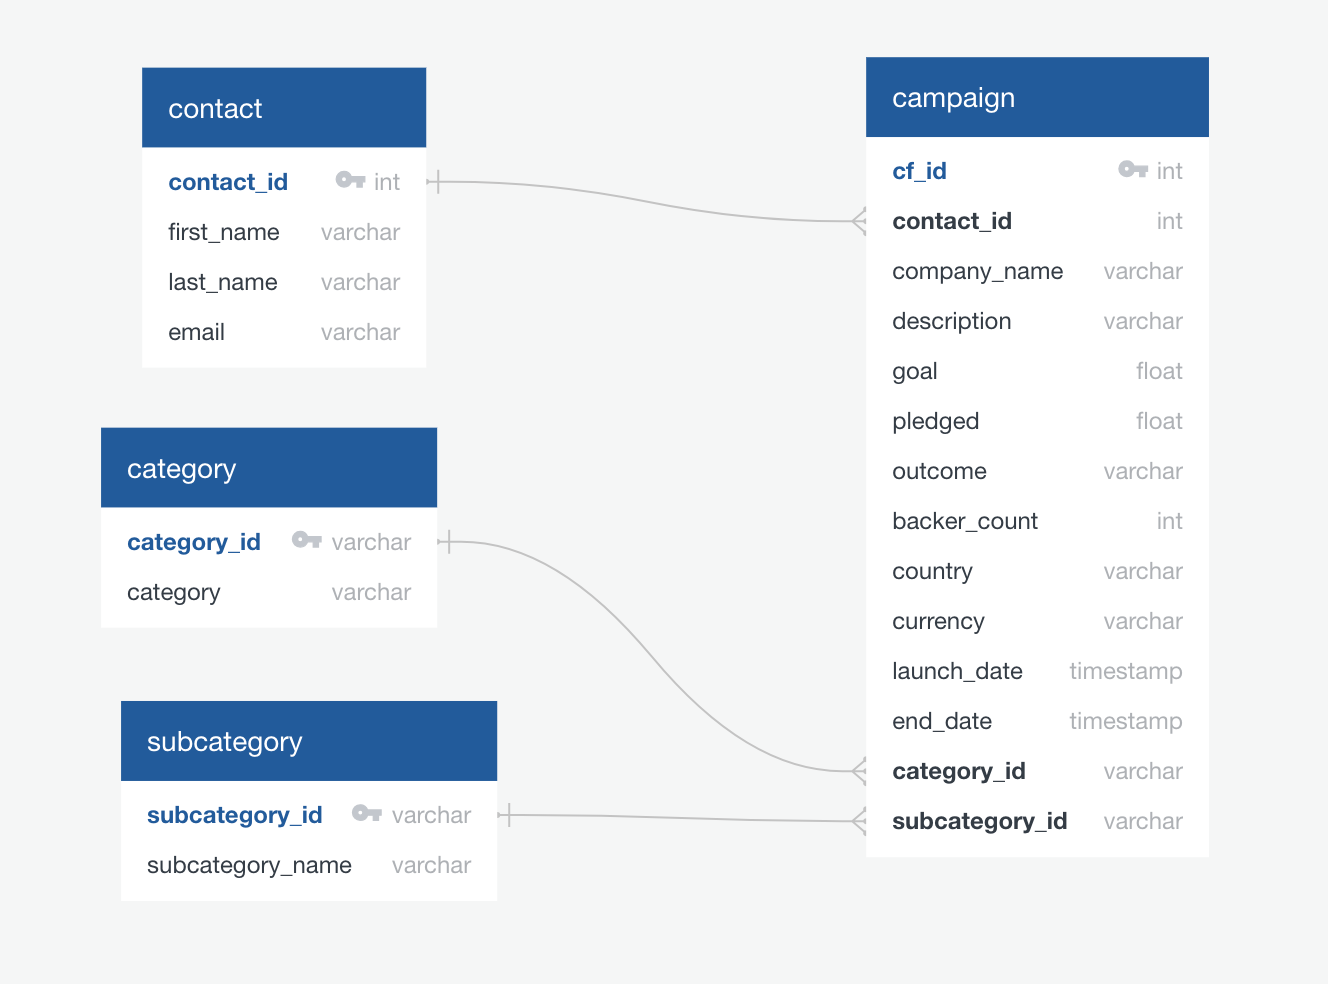 contact
contact_id int
first_name varchar
last_name varchar
email varchar
category
category_id varchar
category varchar
subcategory
subcategory_id varchar
subcategory_name varchar
campaign
cf_id int
contact_id int
company_name varchar
description varchar
goal float
pledged float
outcome varchar
backer_count int
country varchar
currency varchar
launch_date timestamp
end_date timestamp
category_id varchar
subcategory_id varchar